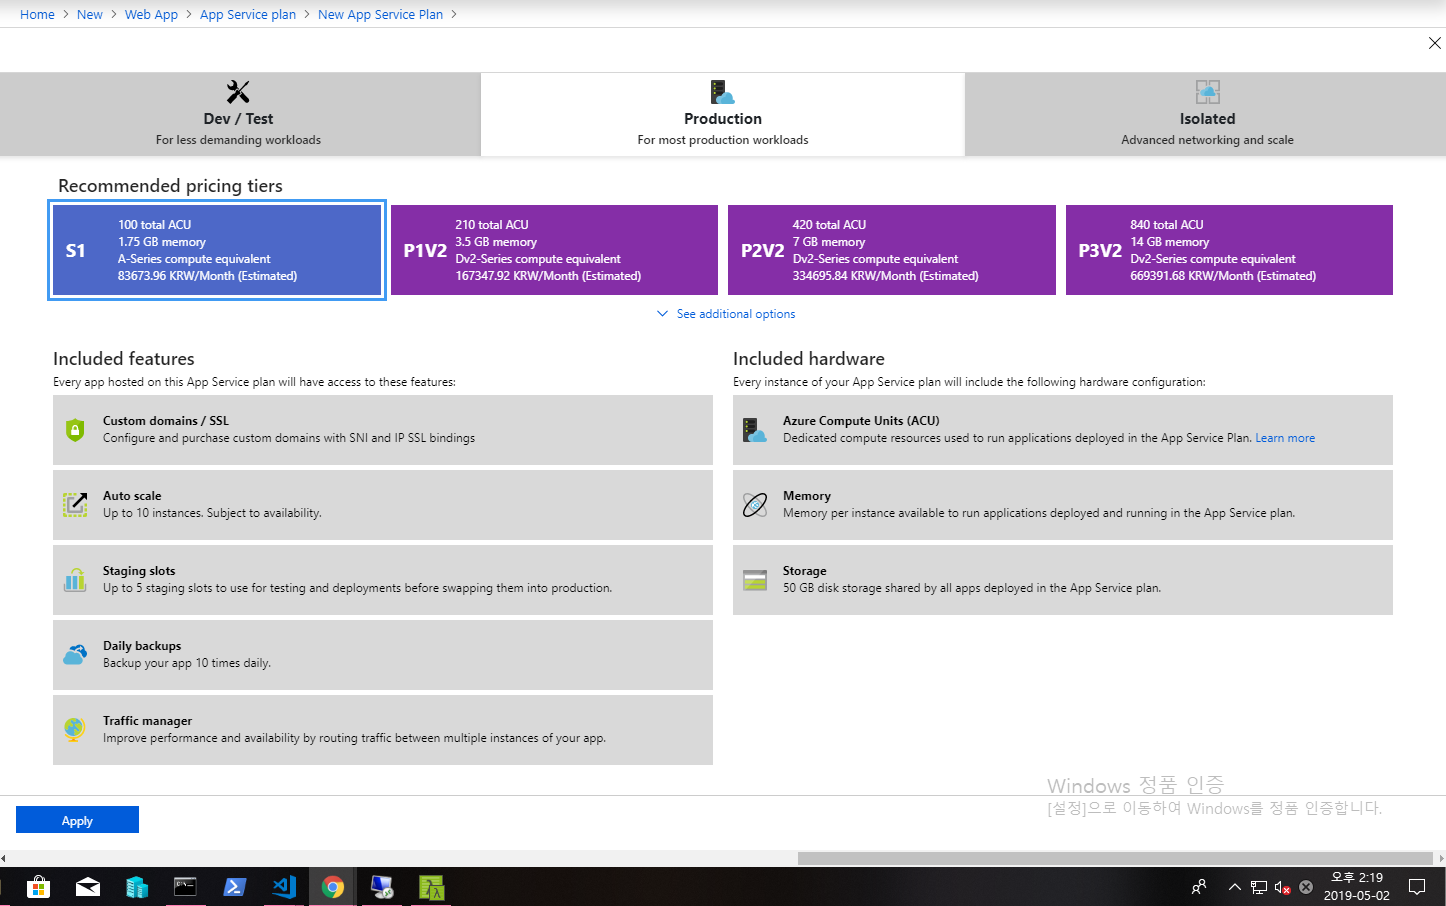 Home > New > Web App > App Service plan > New App Service Plan >
Dev / Test
For less demanding workloads
Production
For most production workloads
Isolated
Advanced networking and scale
Recommended pricing tiers
S1
100 total ACU
1.75 GB memory
A-Series compute equivalent
83673.96 KRW/Month (Estimated)
P1V2
210 total ACU
3.5 GB memory
Dv2-Series compute equivalent
167347.92 KRW/Month (Estimated)
P2V2
420 total ACU
7 GB memory
Dv2-Series compute equivalent
334695.84 KRW/Month (Estimated)
P3V2
840 total ACU
14 GB memory
Dv2-Series compute equivalent
669391.68 KRW/Month (Estimated)
See additional options
Included features
Every app hosted on this App Service plan will have access to these features:
Custom domains / SSL
Configure and purchase custom domains with SNI and IP SSL bindings
Auto scale
Up to 10 instances. Subject to availability.
Staging slots
Up to 5 staging slots to use for testing and deployments before swapping them into production.
Daily backups
Backup your app 10 times daily.
Traffic manager
Improve performance and availability by routing traffic between multiple instances of your app.
Included hardware
Every instance of your App Service plan will include the following hardware configuration:
Azure Compute Units (ACU)
Dedicated compute resources used to run applications deployed in the App Service Plan. Learn more
Memory
Memory per instance available to run applications deployed and running in the App Service plan.
Storage
50 GB disk storage shared by all apps deployed in the App Service plan.
Windows 정품 인증
[설정]으로 이동하여 Windows를 정품 인증합니다.
Apply
오후 2:19
2019-05-02